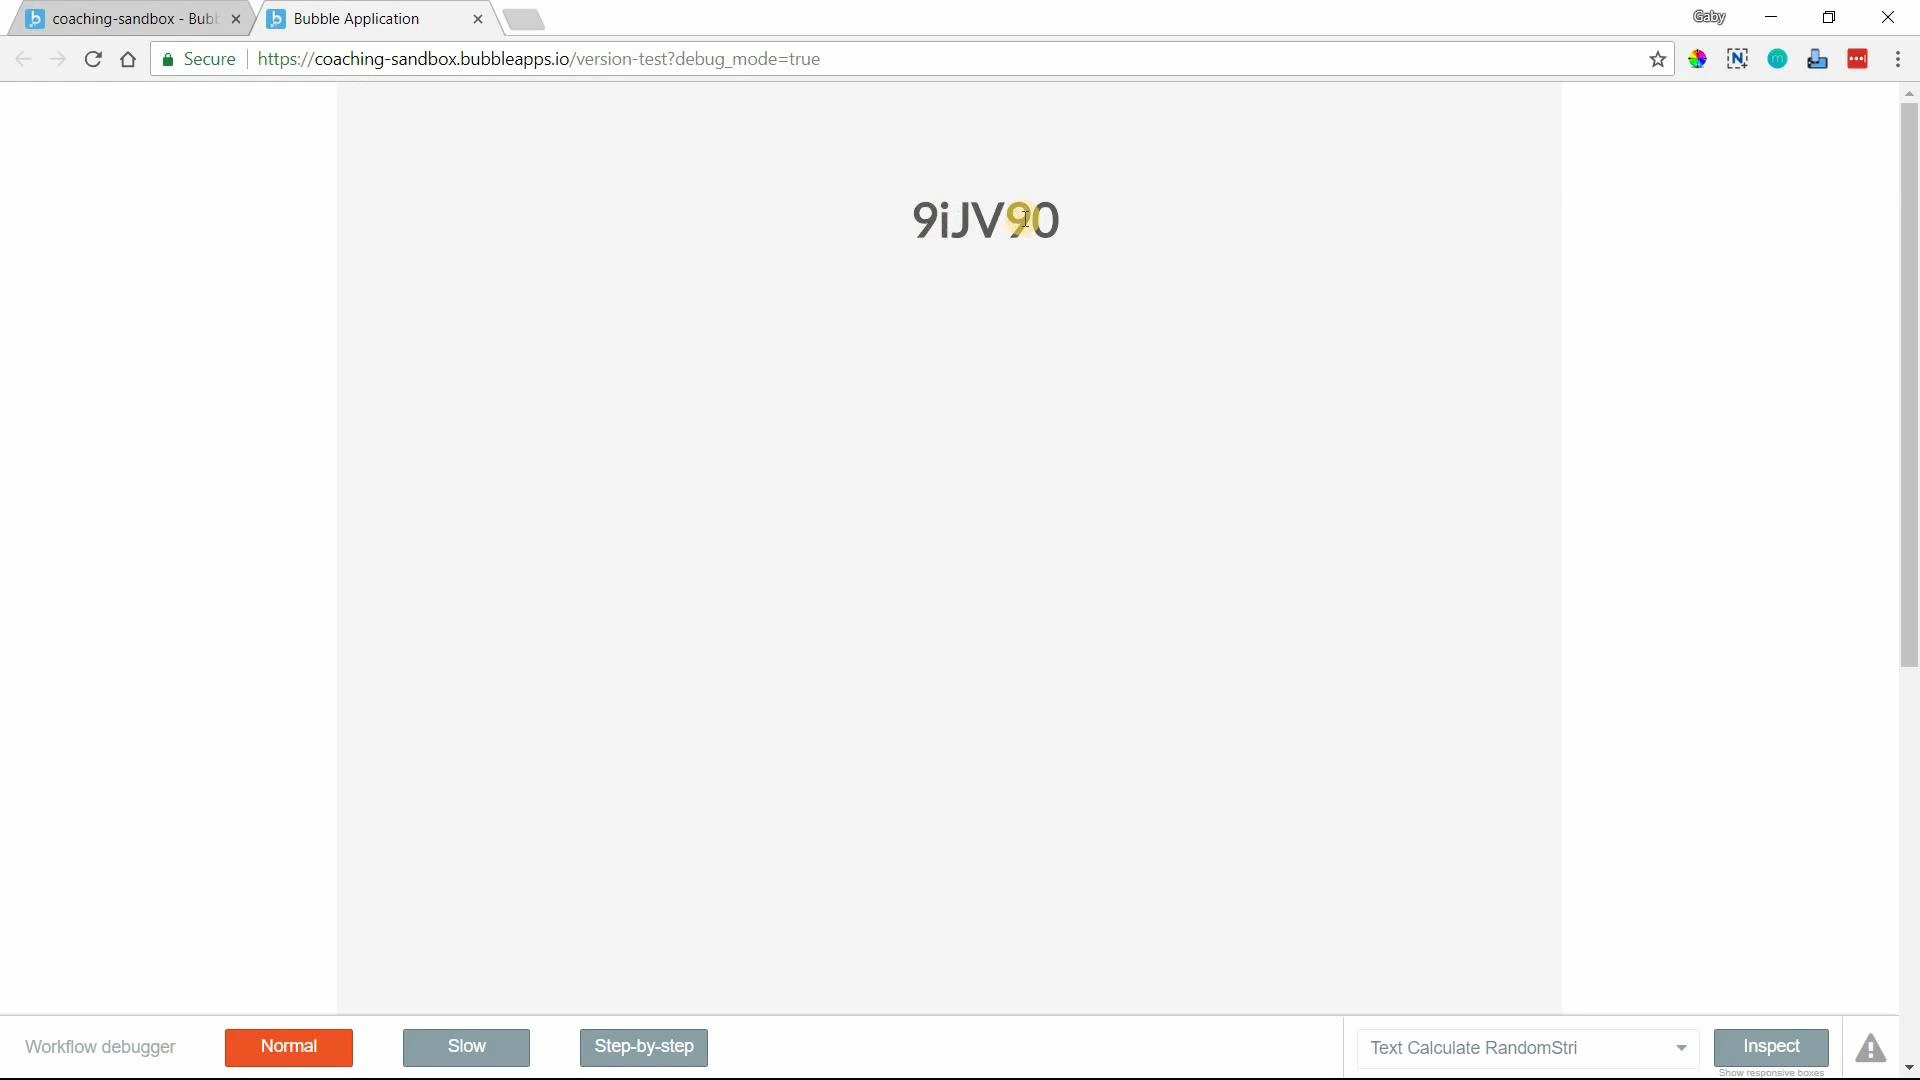 coaching-sandbox - Bubb
Bubble Application
Gaby
Secure
https://coaching-sandbox.bubbleapps.io/version-test?debug_mode=true
9iJV90
Workflow debugger
Normal
Slow
Step-by-step
Text Calculate RandomStri
Inspect
Show responsive boxes